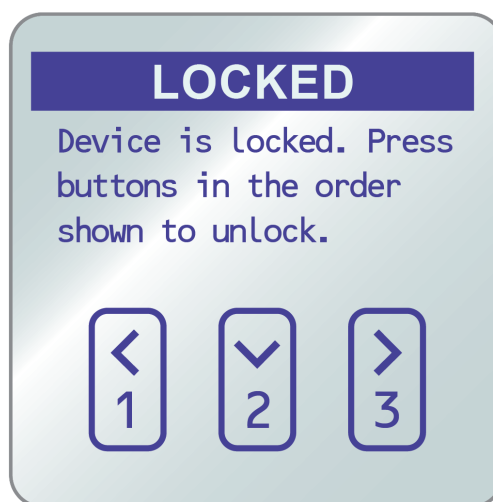 LOCKED
Device is locked. Press
buttons in the order
shown to unlock.
1 2 3